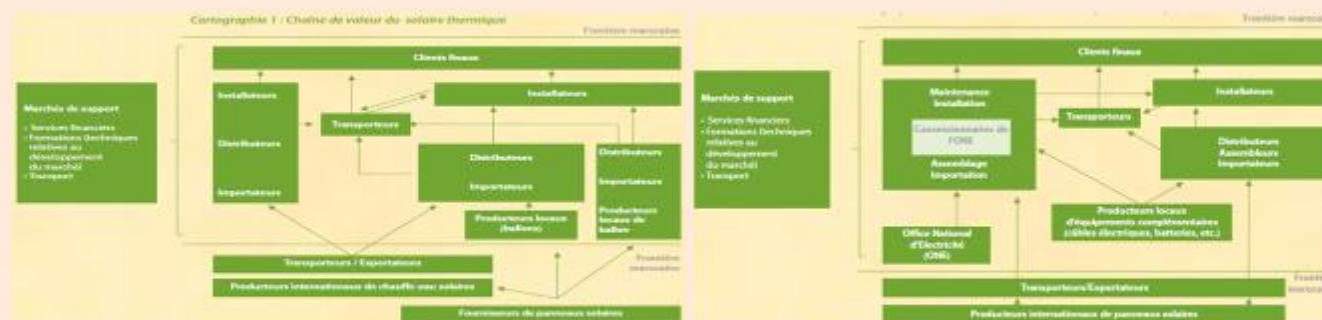 Cartographie 1 : Chaîne de valeur du solaire thermique
Frontière marocaine
Clients finaux
Marchés de support
• Services financiers
• Formations (techniques
relatives au
développement
du marché)
• Transport
Installateurs
Distributeurs
Importateurs
Transporteurs
Installateurs
Distributeurs
Importateurs
Distributeurs
Importateurs
Producteurs
locaux de
ballon
Producteurs locaux
(ballons)
Frontière
marocaine
Transporteurs / Exportateurs
Producteurs internationaux de chauffe-eau solaires
Fournisseurs de panneaux solaires
Frontière
Clients finaux
Marchés de support
• Services financiers
• Formations (techniques
relatives au
développement
du marché)
• Transport
Maintenance
Installation
Concessionnaires de
l'ONE
Assemblage
Importation
Transporteurs
Installateurs
Distributeurs
Assembleurs
Importateurs
Producteurs locaux
d'équipements complémentaires
(câbles électriques, batteries, etc.)
Office National
d'Électricité
(ONE)
Transporteurs/Exportateurs
Producteurs internationaux de panneaux solaires